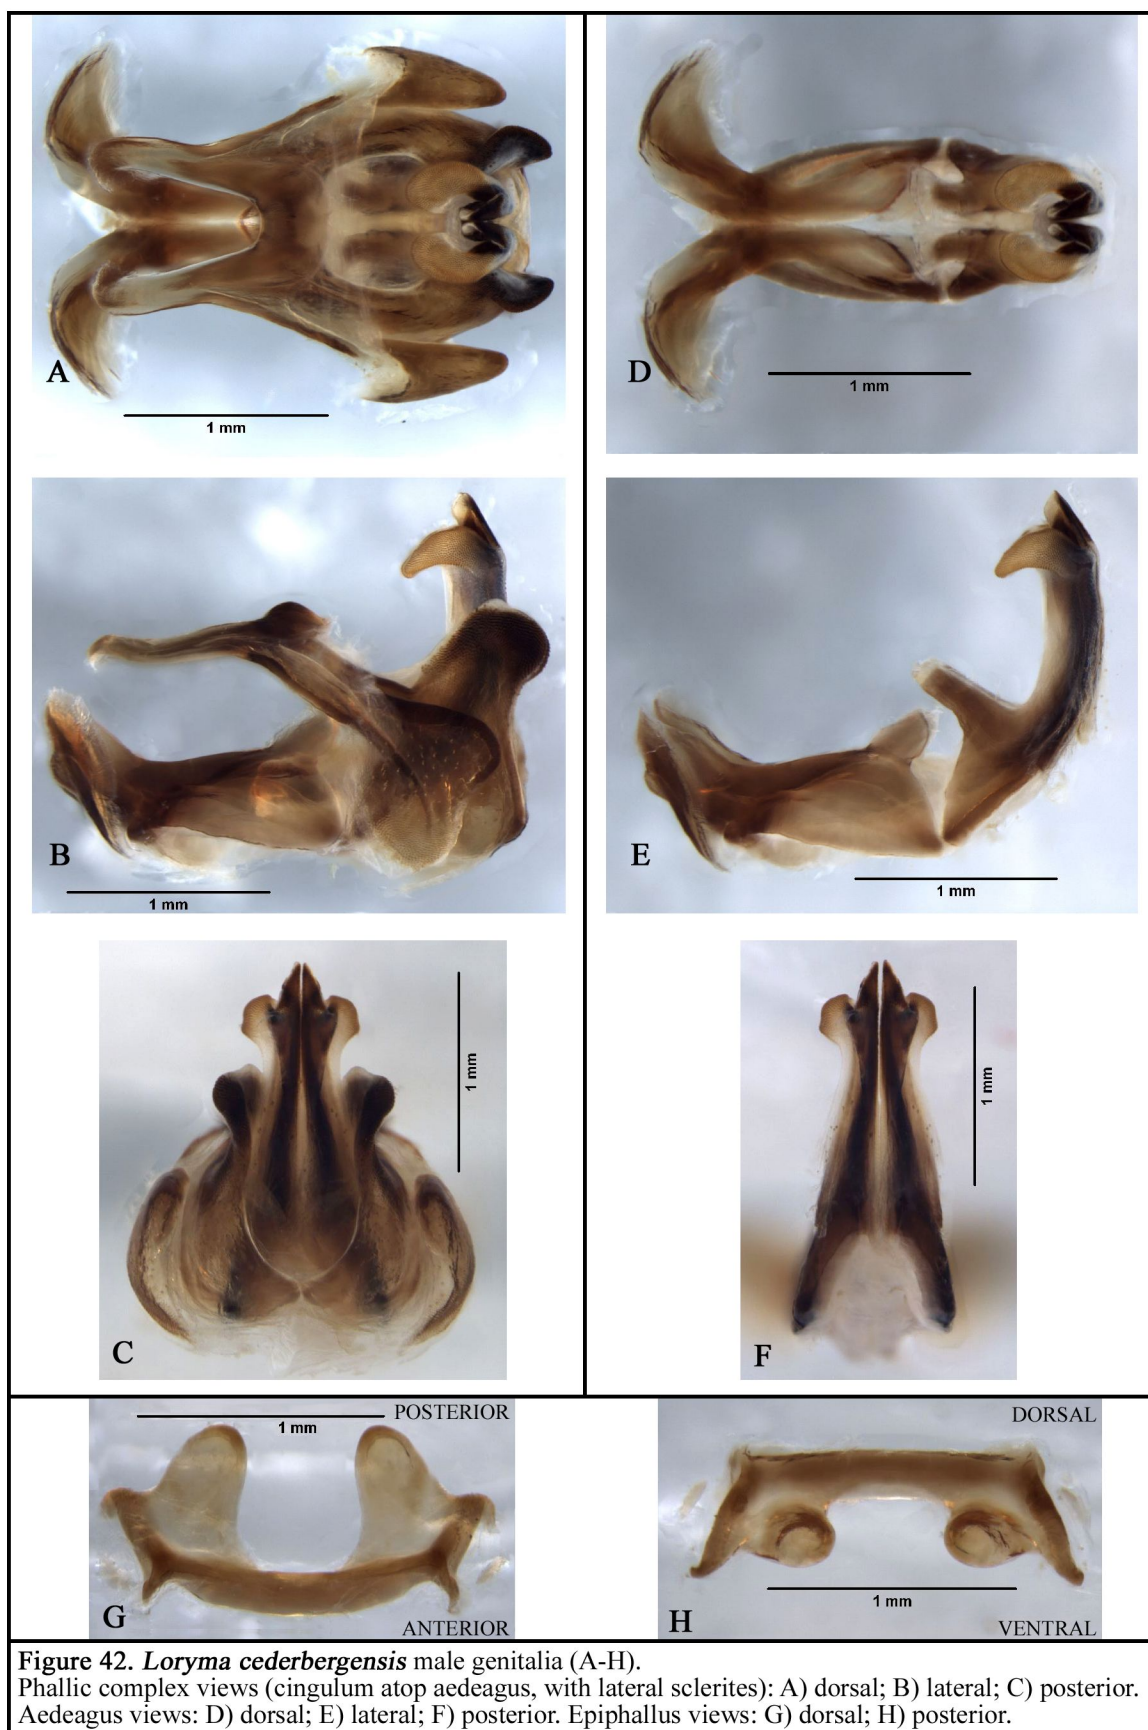 A
1 mm
D
1 mm
B
1 mm
E
1 mm
C
1 mm
F
1 mm
POSTERIOR
1 mm
G
ANTERIOR
DORSAL
1 mm
H
VENTRAL
Figure 42. Loryma cederbergensis male genitalia (A-H).
Phallic complex views (cingulum atop aedeagus, with lateral sclerites): A) dorsal; B) lateral; C) posterior.
Aedeagus views: D) dorsal; E) lateral; F) posterior. Epiphallus views: G) dorsal; H) posterior.